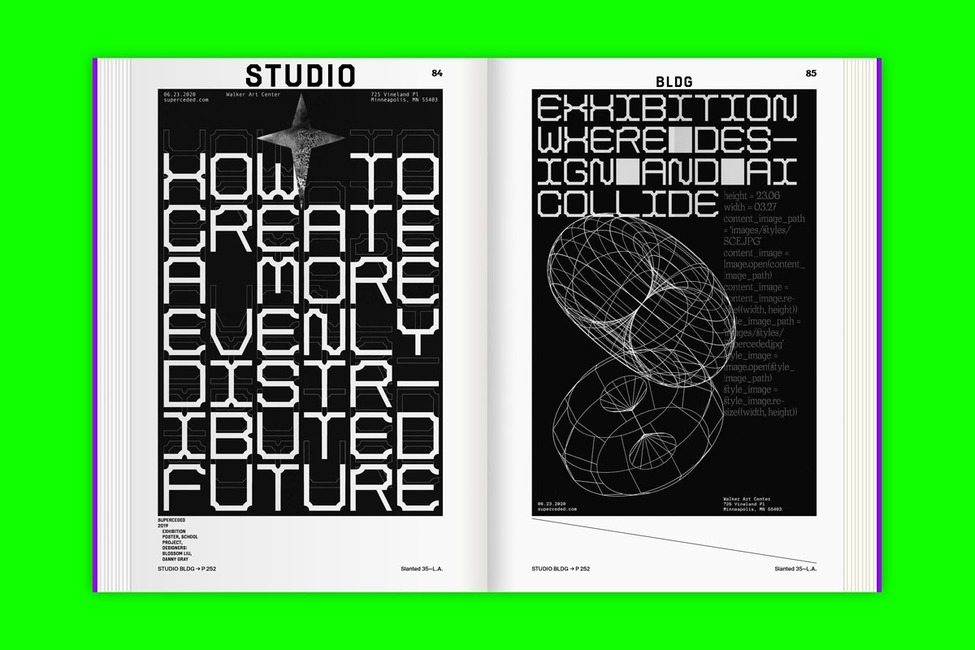 STUDIO
84
06.23.2020
superceded.com
Walker Art Center
725 Vineland Pl
Minneapolis, MN 55403
HOW TO
CREATE
A MORE
EVENLY
DISTR—
IBUTED
FUTURE
SUPERCEDED
2019
EXHIBITION
POSTER, SCHOOL
PROJECT,
DESIGNERS:
BLOSSOM LIU,
DANNY GRAY
STUDIO BLDG → P 252
Slanted 35—L.A.
BLDG
85
EXHIBITION
WHERE DES—
IGN AND AI
COLLIDE
height = 23.06
width = 03.27
content_image_path
= 'images/styles/
SCE.JPG'
content_image =
Image.open(content_
image_path)
content_image =
content_image.re-
size((width, height))
style_image_path =
images/styles/
superceded.jpg'
style_image =
Image.open(style_
image_path)
style_image =
style_image.re-
size((width, height))
06.23.2020
superceded.com
Walker Art Center
725 Vineland Pl
Minneapolis, MN 55403
STUDIO BLDG → P 252
Slanted 35—L.A.